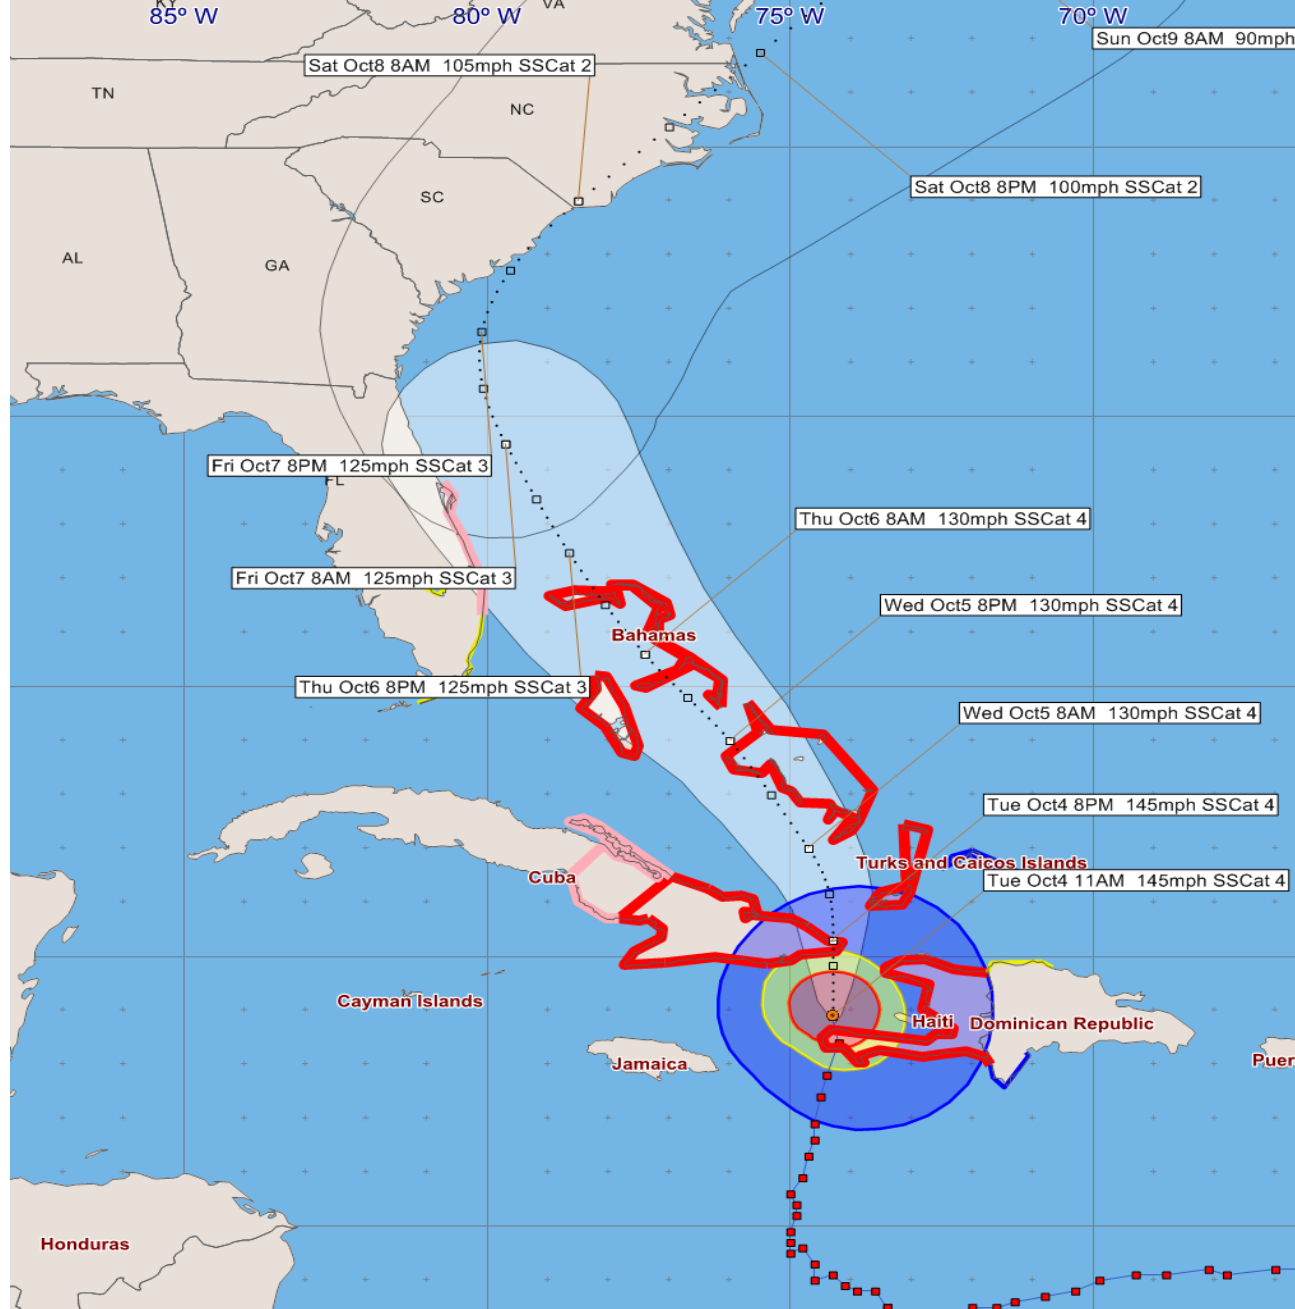 KY
VA
85° W
80° W
75° W
70° W
Sun Oct9 8AM 90mph
Sat Oct8 8AM 105mph SSCat 2
TN
NC
Sat Oct8 8PM 100mph SSCat 2
SC
AL
GA
Fri Oct7 8PM 125mph SSCat 3
FL
Thu Oct6 8AM 130mph SSCat 4
Fri Oct7 8AM 125mph SSCat 3
Wed Oct5 8PM 130mph SSCat 4
Bahamas
Thu Oct6 8PM 125mph SSCat 3
Wed Oct5 8AM 130mph SSCat 4
Tue Oct4 8PM 145mph SSCat 4
Turks and Caicos Islands
Cuba
Tue Oct4 11AM 145mph SSCat 4
Cayman Islands
Haiti
Dominican Republic
Jamaica
Puer
Honduras